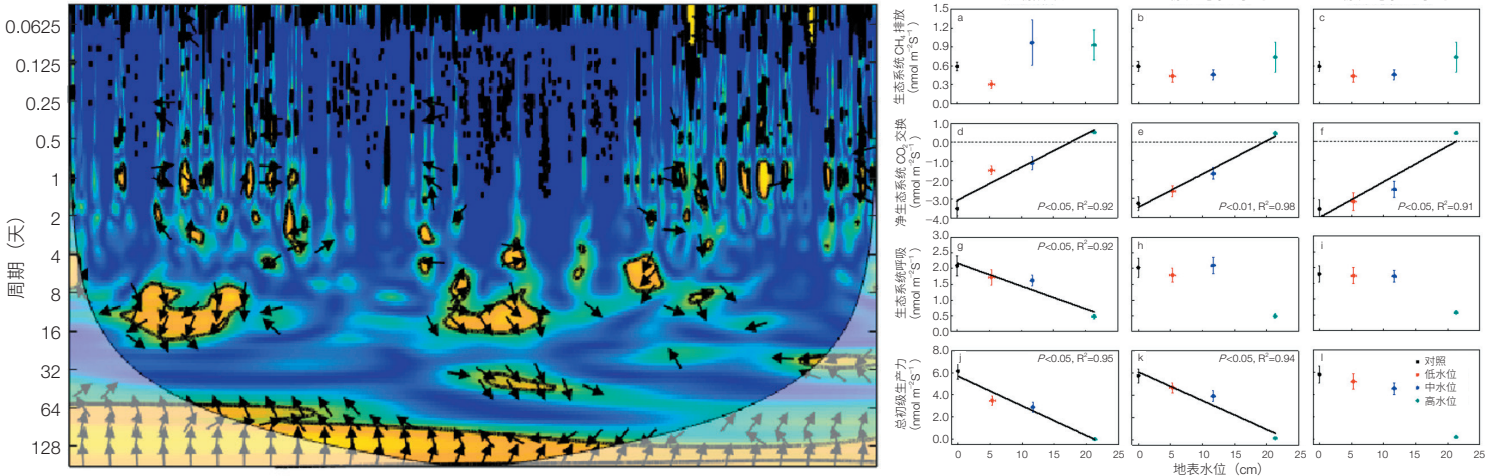 周期（天）
0.0625
0.125
0.25
0.5
1
2
4
8
16
32
64
128
生态系统CH₄排放
(nmol m⁻²S⁻¹)
1.5
1.2
0.9
0.6
0.3
0.0
a
b
c
净生态系统 CO₂交换
(nmol m⁻²S⁻¹)
1.0
0.0
−1.0
−2.0
−3.0
−4.0
d
P<0.05, R²=0.92
e
P<0.01, R²=0.98
f
P<0.05, R²=0.91
生态系统呼吸
(nmol m⁻²S⁻¹)
3.0
2.5
2.0
1.5
1.0
0.5
0.0
g
P<0.05, R²=0.92
h
i
总初级生产力
(nmol m⁻²S⁻¹)
8.0
6.0
4.0
2.0
0.0
j
P<0.05, R²=0.95
k
P<0.05, R²=0.94
l
对照
低水位
中水位
高水位
0 5 10 15 20 25
0 5 10 15 20 25
0 5 10 15 20 25
地表水位（cm）